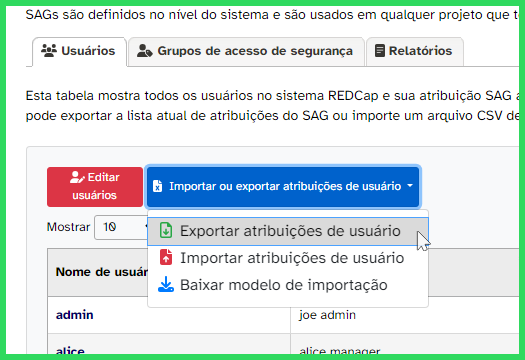 SAGs são definidos no nível do sistema e são usados em qualquer projeto que
Usuários
Grupos de acesso de segurança
Relatórios
Esta tabela mostra todos os usuários no sistema REDCap e sua atribuição SAG
pode exportar a lista atual de atribuições do SAG ou importe um arquivo CSV de
Editar
usuários
Importar ou exportar atribuições de usuário
Mostrar 10
Exportar atribuições de usuário
Importar atribuições de usuário
Baixar modelo de importação
Nome de usuár
admin
joe admin
alice
alice manager